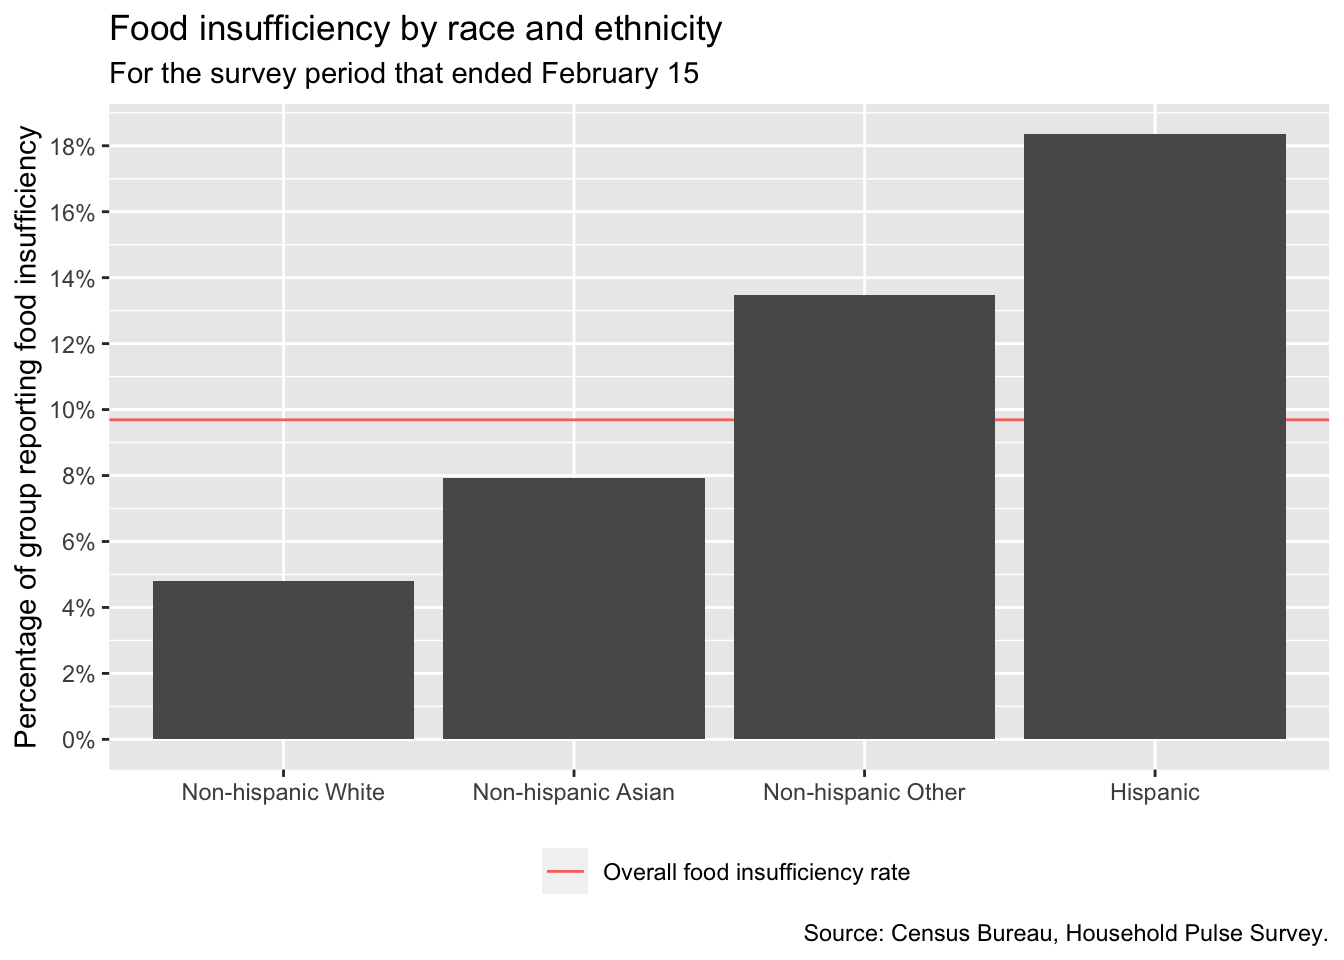 Food insufficiency by race and ethnicity
For the survey period that ended February 15
Percentage of group reporting food insufficiency
18%
16%
14%
12%
10%
8%
6%
4%
2%
0%
Non-hispanic White Non-hispanic Asian Non-hispanic Other Hispanic
Overall food insufficiency rate
Source: Census Bureau, Household Pulse Survey.